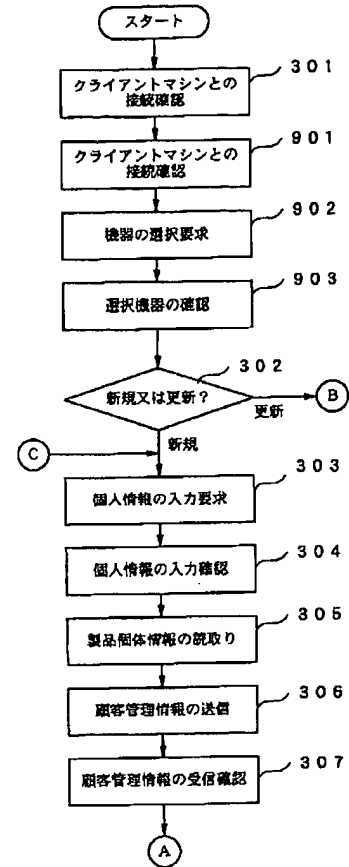 スタート
301
クライアントマシンとの
接続確認
901
クライアントマシンとの
接続確認
902
機器の選択要求
903
選択機器の確認
302
新規又は更新？
B
更新
新規
C
303
個人情報の入力要求
304
個人情報の入力確認
305
製品個体情報の読取り
306
顧客管理情報の送信
307
顧客管理情報の受信確認
A